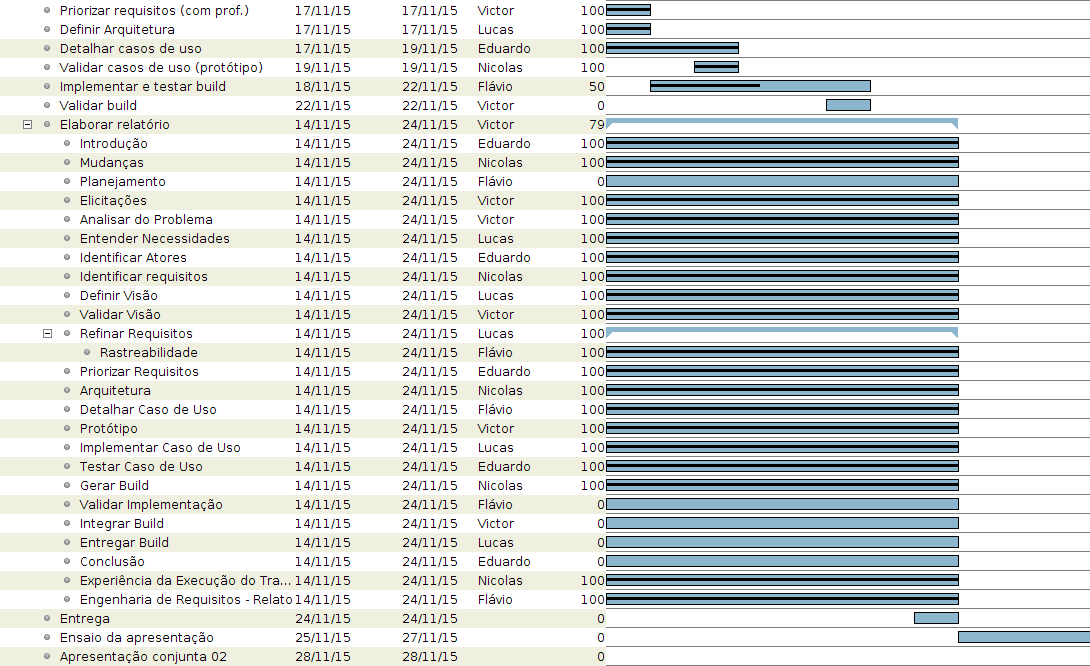 Priorizar requisitos (com prof.) 17/11/15 17/11/15 Victor 100
Definir Arquitetura 17/11/15 17/11/15 Lucas 100
Detalhar casos de uso 17/11/15 19/11/15 Eduardo 100
Validar casos de uso (protótipo) 19/11/15 19/11/15 Nicolas 100
Implementar e testar build 18/11/15 22/11/15 Flávio 50
Validar build 22/11/15 22/11/15 Victor 0
Elaborar relatório 14/11/15 24/11/15 Victor 79
Introdução 14/11/15 24/11/15 Eduardo 100
Mudanças 14/11/15 24/11/15 Nicolas 100
Planejamento 14/11/15 24/11/15 Flávio 0
Elicitações 14/11/15 24/11/15 Victor 100
Analisar do Problema 14/11/15 24/11/15 Victor 100
Entender Necessidades 14/11/15 24/11/15 Lucas 100
Identificar Atores 14/11/15 24/11/15 Eduardo 100
Identificar requisitos 14/11/15 24/11/15 Nicolas 100
Definir Visão 14/11/15 24/11/15 Lucas 100
Validar Visão 14/11/15 24/11/15 Victor 100
Refinar Requisitos 14/11/15 24/11/15 Lucas 100
Rastreabilidade 14/11/15 24/11/15 Flávio 100
Priorizar Requisitos 14/11/15 24/11/15 Eduardo 100
Arquitetura 14/11/15 24/11/15 Nicolas 100
Detalhar Caso de Uso 14/11/15 24/11/15 Flávio 100
Protótipo 14/11/15 24/11/15 Victor 100
Implementar Caso de Uso 14/11/15 24/11/15 Lucas 100
Testar Caso de Uso 14/11/15 24/11/15 Eduardo 100
Gerar Build 14/11/15 24/11/15 Nicolas 100
Validar Implementação 14/11/15 24/11/15 Flávio 0
Integrar Build 14/11/15 24/11/15 Victor 0
Entregar Build 14/11/15 24/11/15 Lucas 0
Conclusão 14/11/15 24/11/15 Eduardo 0
Experiência da Execução do Tra... 14/11/15 24/11/15 Nicolas 100
Engenharia de Requisitos - Relato 14/11/15 24/11/15 Flávio 100
Entrega 24/11/15 24/11/15 0
Ensaio da apresentação 25/11/15 27/11/15 0
Apresentação conjunta 02 28/11/15 28/11/15 0